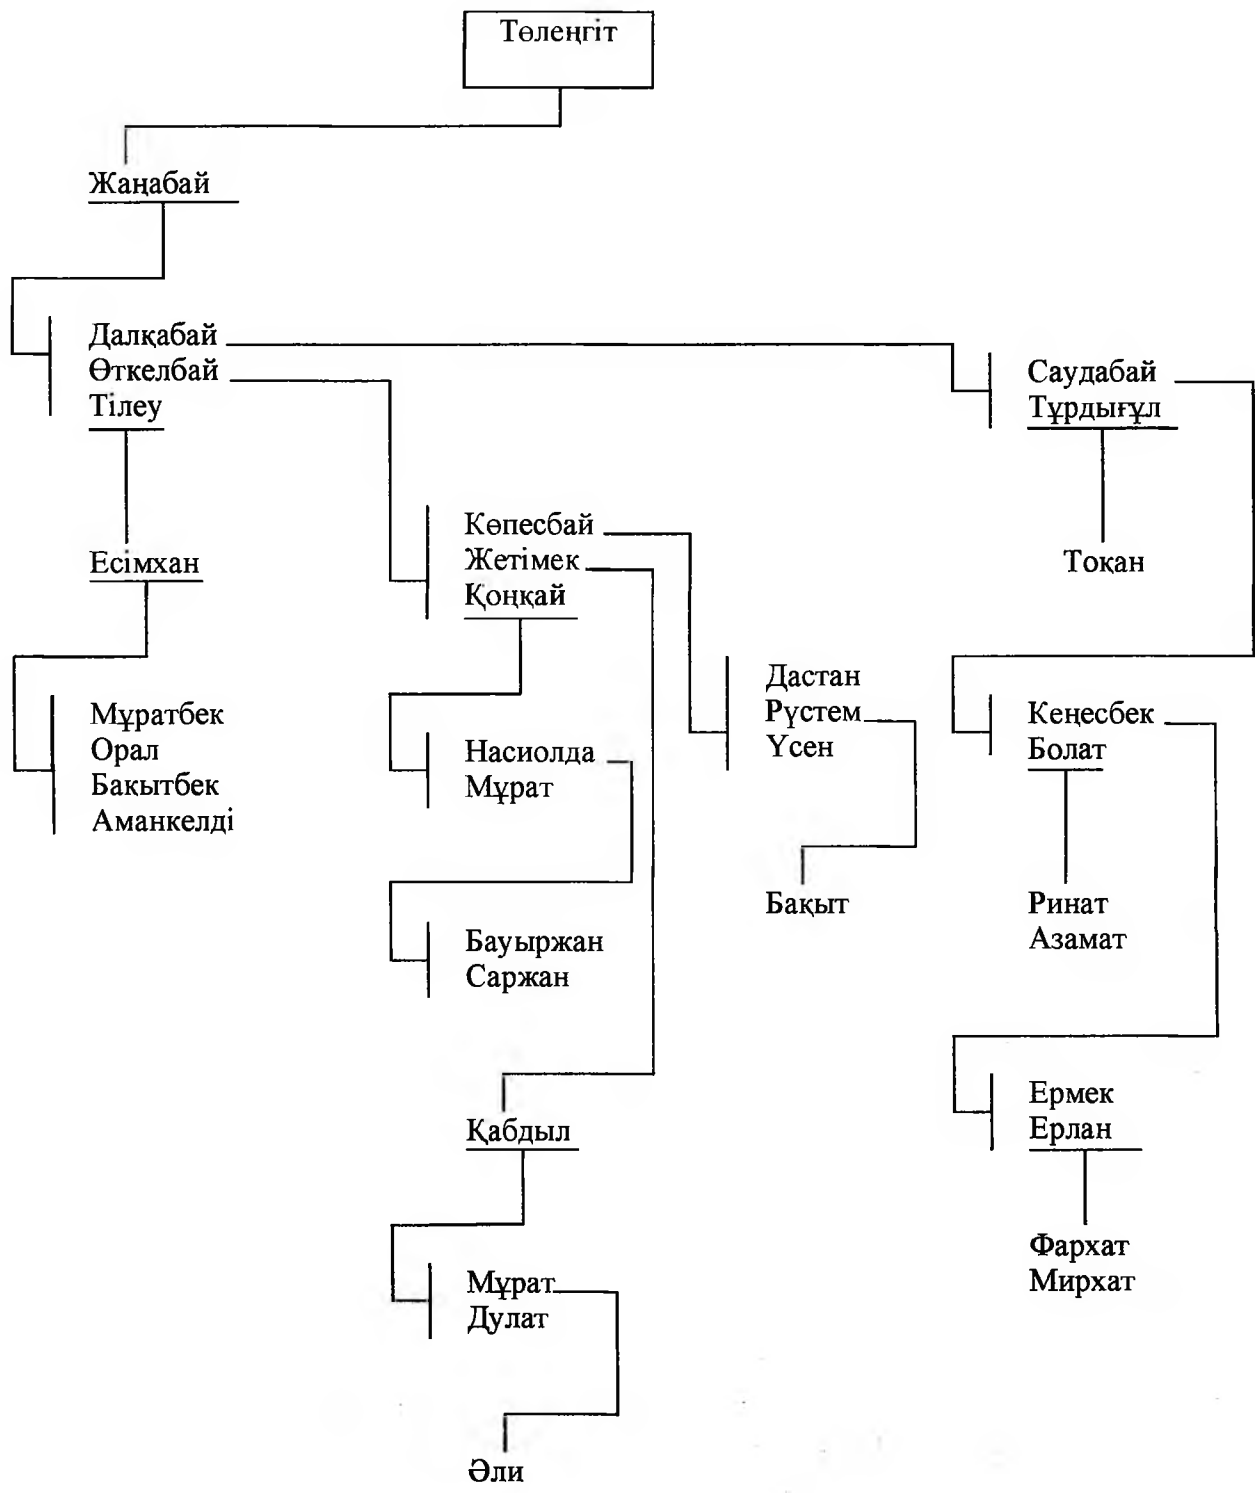 Төлеңгіт
Жаңабай
Далқабай
Өткелбай
Тілеу
Саудабай
Тұрдығұл
Көпесбай
Жетімек
Қоңқай
Есімхан
Тоқан
Дастан
Рүстем
Үсен
Мұратбек
Орал
Бакытбек
Аманкелді
Насиолда
Мұрат
Кеңесбек
Болат
Бақыт
Ринат
Азамат
Бауыржан
Саржан
Қабдыл
Ермек
Ерлан
Фархат
Мирхат
Мұрат
Дулат
Әли